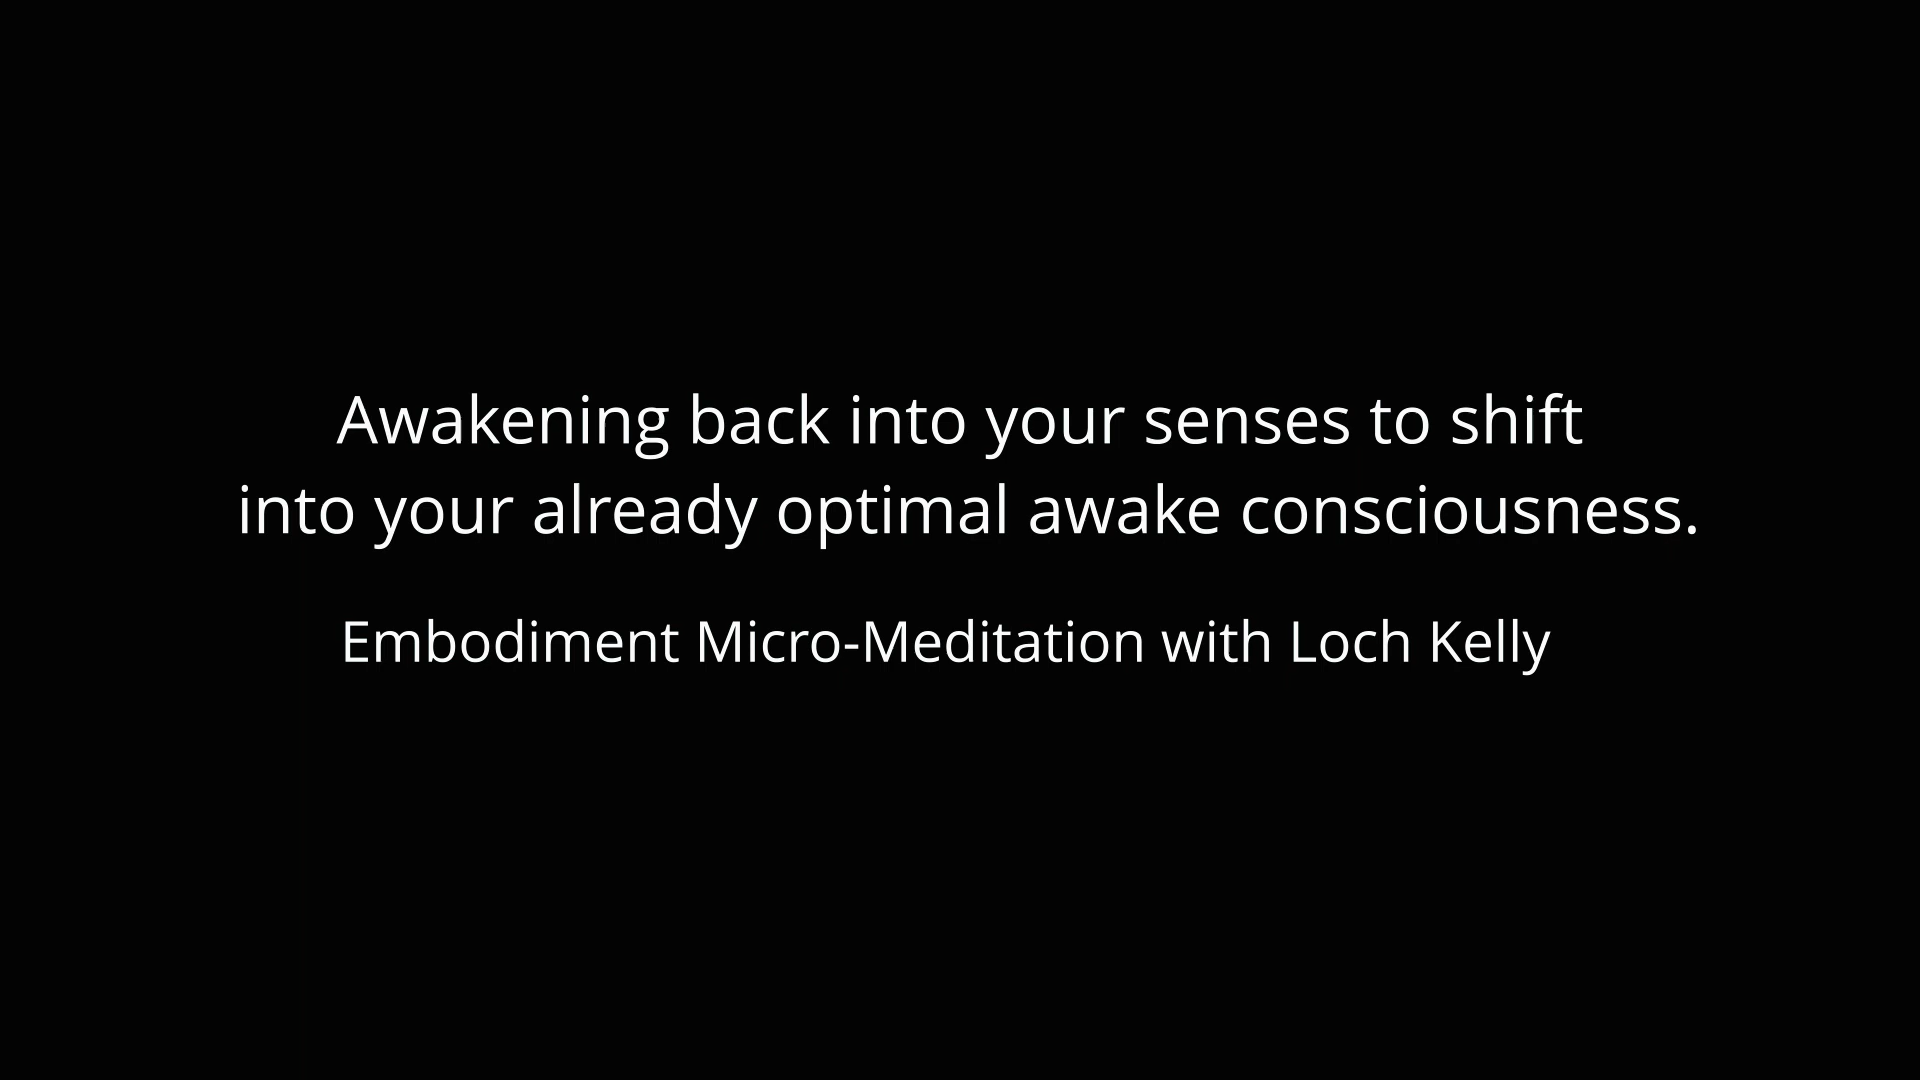 Awakening back into your senses to shift
into your already optimal awake consciousness.
Embodiment Micro-Meditation with Loch Kelly